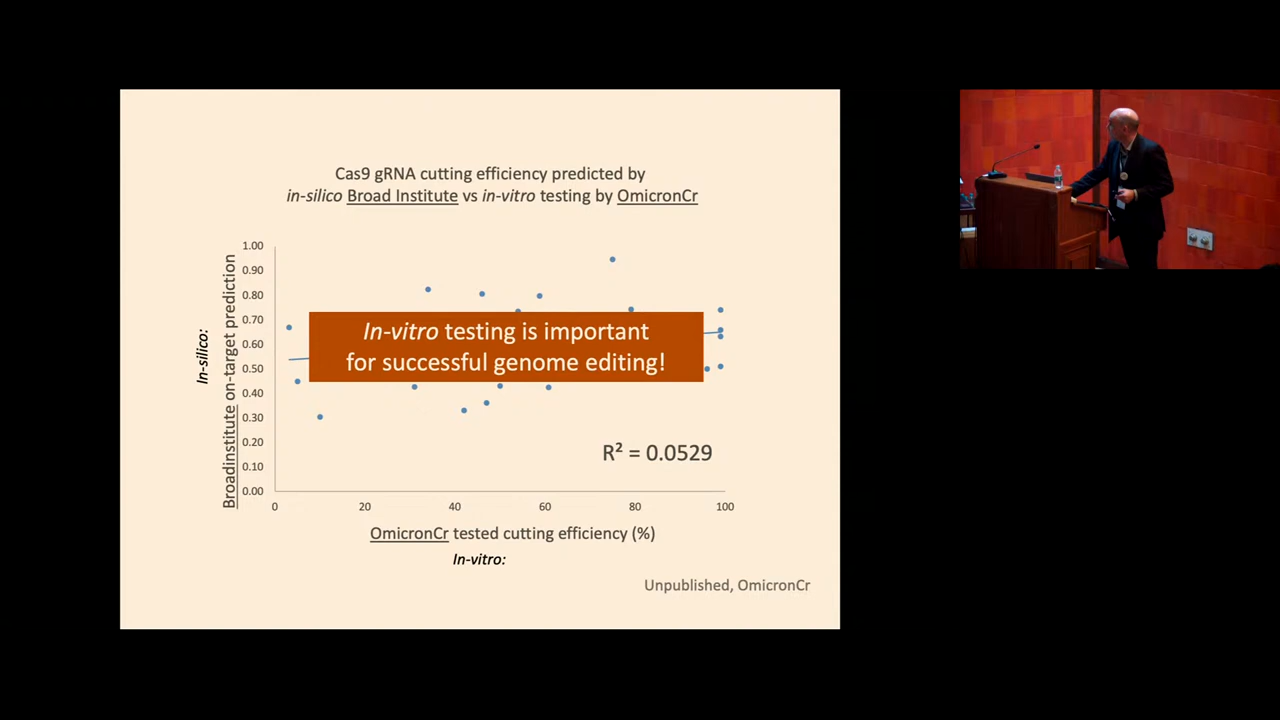 Cas9 gRNA cutting efficiency predicted by
in-silico Broad Institute vs in-vitro testing by OmicronCr
In-silico:
Broadinstitute on-target prediction
1.00
0.90
0.80
0.70
0.60
0.50
0.40
0.30
0.20
0.10
0.00
In-vitro testing is important
for successful genome editing!
R² = 0.0529
0 20 40 60 80 100
OmicronCr tested cutting efficiency (%)
In-vitro:
Unpublished, OmicronCr